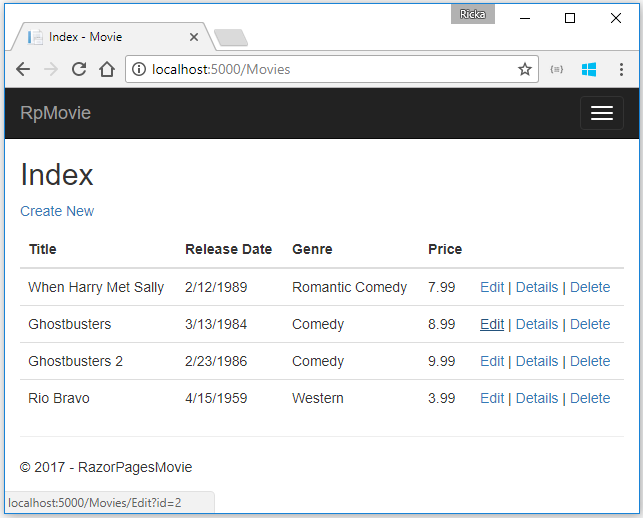 Ricka
Index - Movie
localhost:5000/Movies
RpMovie
Index
Create New
Title Release Date Genre Price
When Harry Met Sally 2/12/1989 Romantic Comedy 7.99 Edit | Details | Delete
Ghostbusters 3/13/1984 Comedy 8.99 Edit | Details | Delete
Ghostbusters 2 2/23/1986 Comedy 9.99 Edit | Details | Delete
Rio Bravo 4/15/1959 Western 3.99 Edit | Details | Delete
© 2017 - RazorPagesMovie
localhost:5000/Movies/Edit?id=2